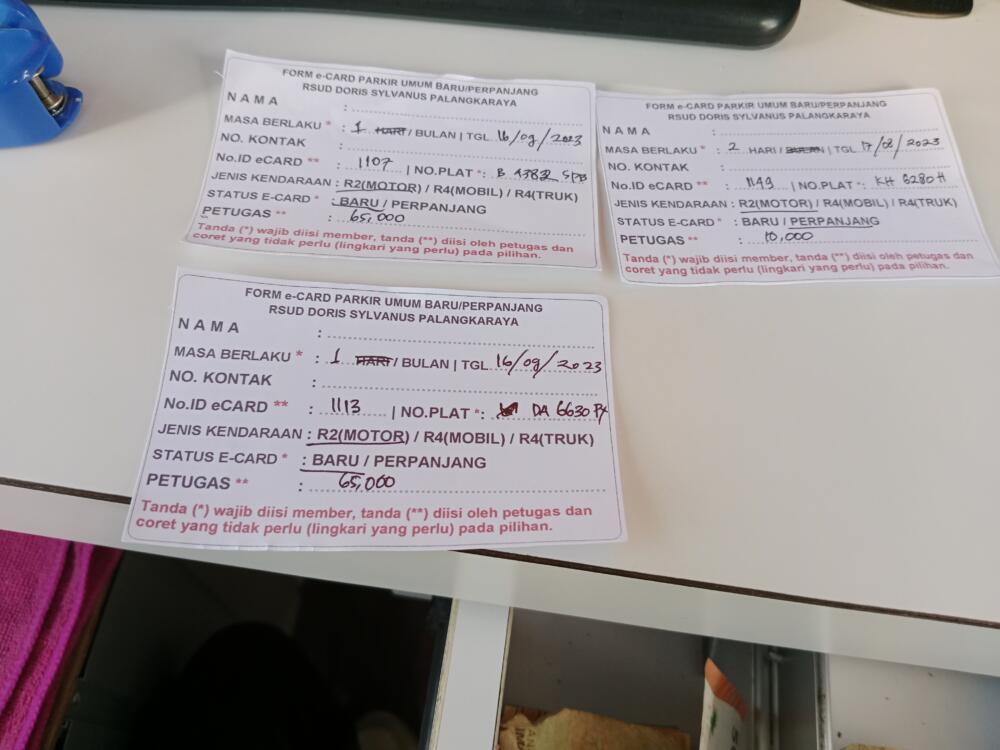 FORM e-CARD PARKIR UMUM BARU/PERPANJANG
RSUD DORIS SYLVANUS PALANGKARAYA
NAMA :
MASA BERLAKU * : 1 HARI / BULAN | TGL 16/09/2023
NO. KONTAK :
No.ID eCARD ** : 1107 | NO.PLAT *: B 4382 SPB
JENIS KENDARAAN : R2(MOTOR) / R4(MOBIL) / R4(TRUK)
STATUS E-CARD * : BARU / PERPANJANG
PETUGAS ** : 65,000
Tanda (*) wajib diisi member, tanda (**) diisi oleh petugas dan
coret yang tidak perlu (lingkari yang perlu) pada pilihan.
FORM e-CARD PARKIR UMUM BARU/PERPANJANG
RSUD DORIS SYLVANUS PALANGKARAYA
NAMA :
MASA BERLAKU * : 2 HARI / BULAN | TGL 17/08/2023
NO. KONTAK :
No.ID eCARD ** : 1149 | NO.PLAT *: KH 6280 H
JENIS KENDARAAN : R2(MOTOR) / R4(MOBIL) / R4(TRUK)
STATUS E-CARD * : BARU / PERPANJANG
PETUGAS ** : 10,000
Tanda (*) wajib diisi member, tanda (**) diisi oleh petugas dan
coret yang tidak perlu (lingkari yang perlu) pada pilihan.
FORM e-CARD PARKIR UMUM BARU/PERPANJANG
RSUD DORIS SYLVANUS PALANGKARAYA
NAMA :
MASA BERLAKU * : 1 HARI / BULAN | TGL 16/09/2023
NO. KONTAK :
No.ID eCARD ** : 1113 | NO.PLAT *: DA 6630 PY
JENIS KENDARAAN : R2(MOTOR) / R4(MOBIL) / R4(TRUK)
STATUS E-CARD * : BARU / PERPANJANG
PETUGAS ** : 65,000
Tanda (*) wajib diisi member, tanda (**) diisi oleh petugas dan
coret yang tidak perlu (lingkari yang perlu) pada pilihan.